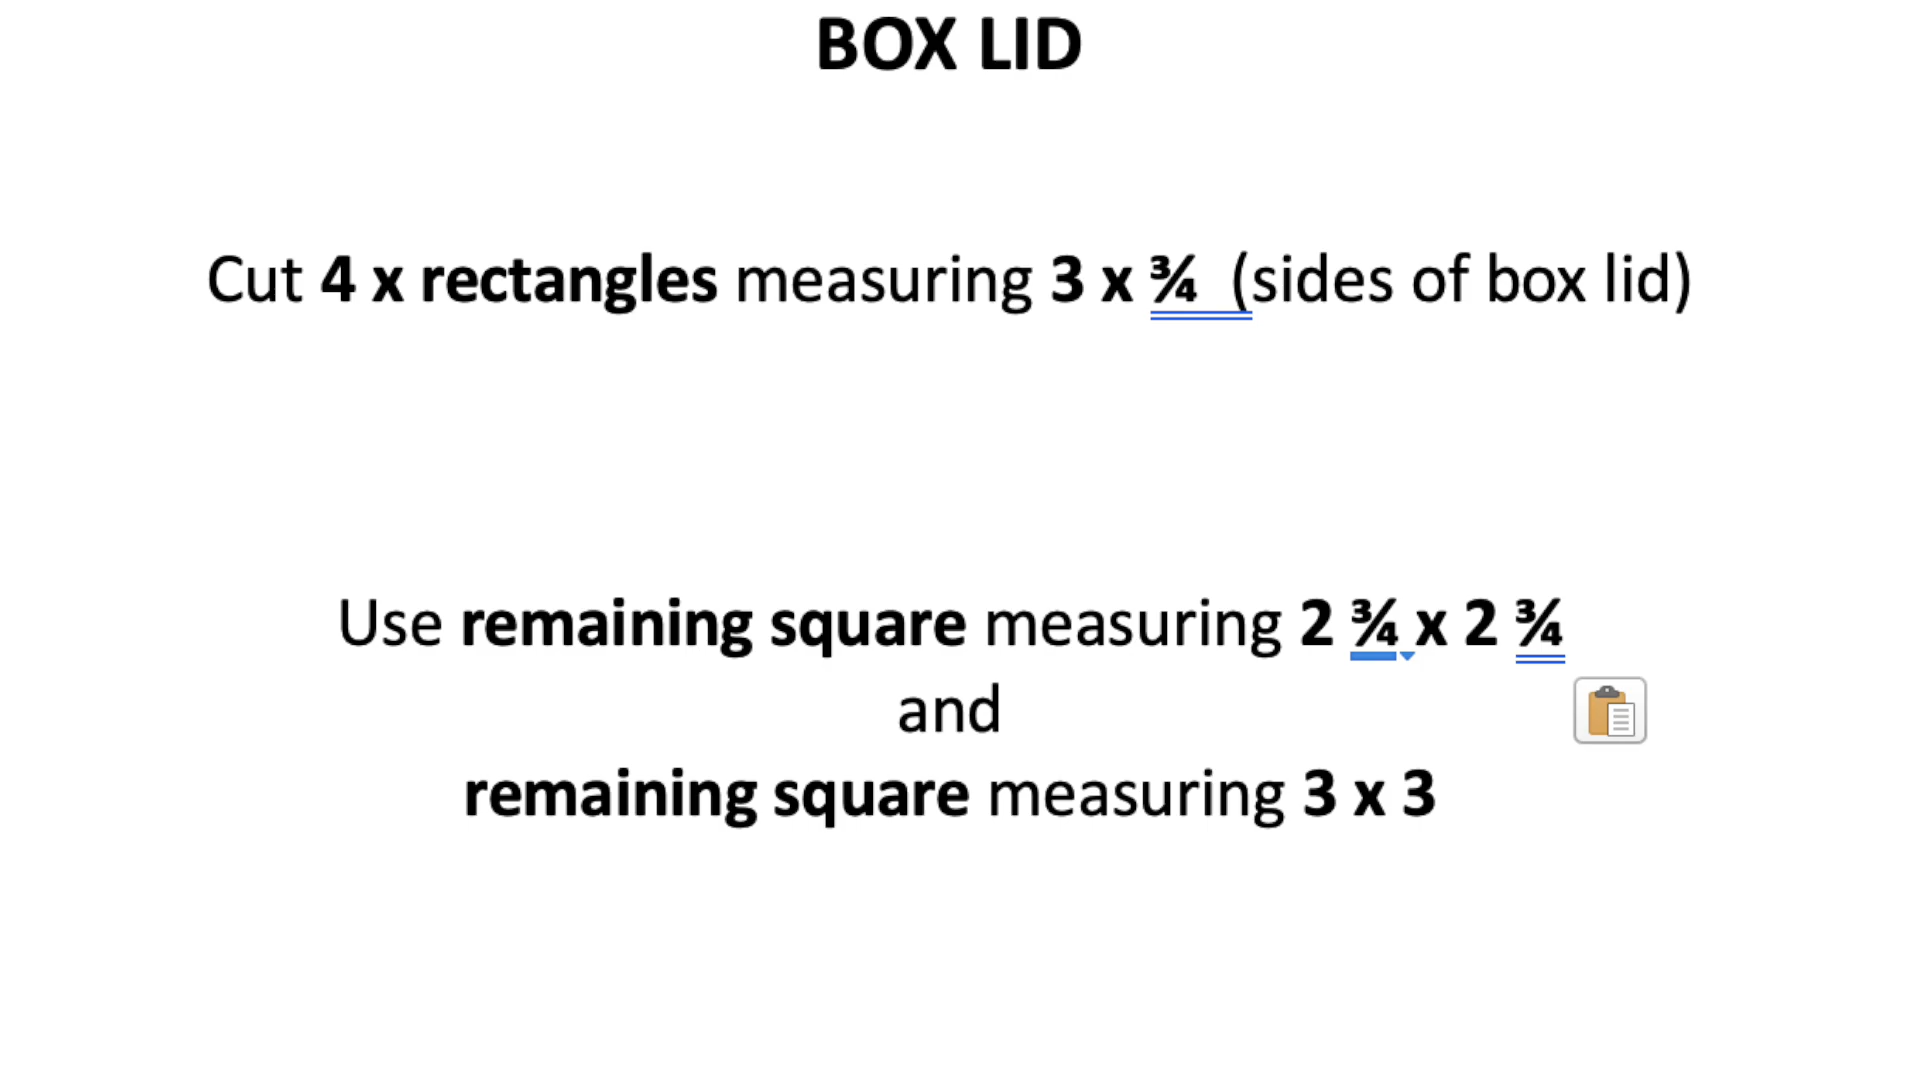 BOX LID
Cut 4 x rectangles measuring 3 x ¾  (sides of box lid)
Use remaining square measuring 2 ¾ x 2 ¾
and
remaining square measuring 3 x 3